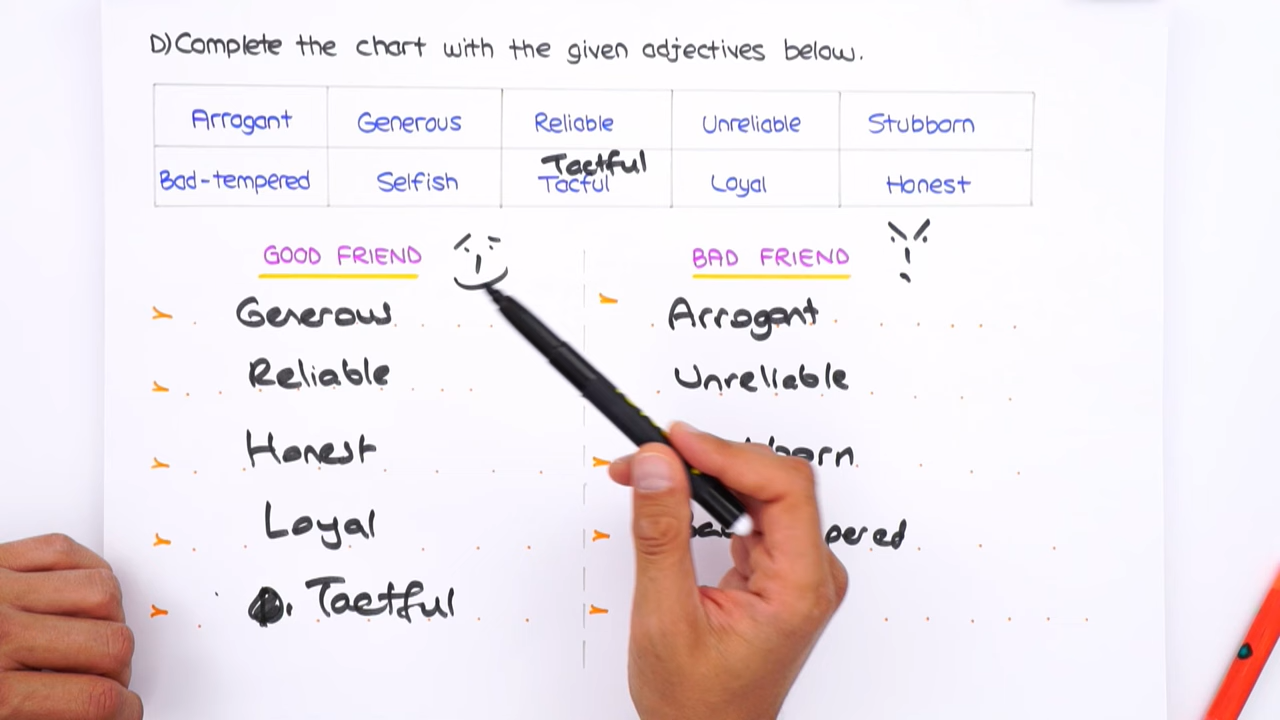 D) Complete the chart with the given adjectives below.
Arrogant Generous Reliable Unreliable Stubborn
Tactful
Bad-tempered Selfish Tacful Loyal Honest
GOOD FRIEND BAD FRIEND
Generous Arrogant
Reliable Unreliable
Honest
Loyal
Tactful